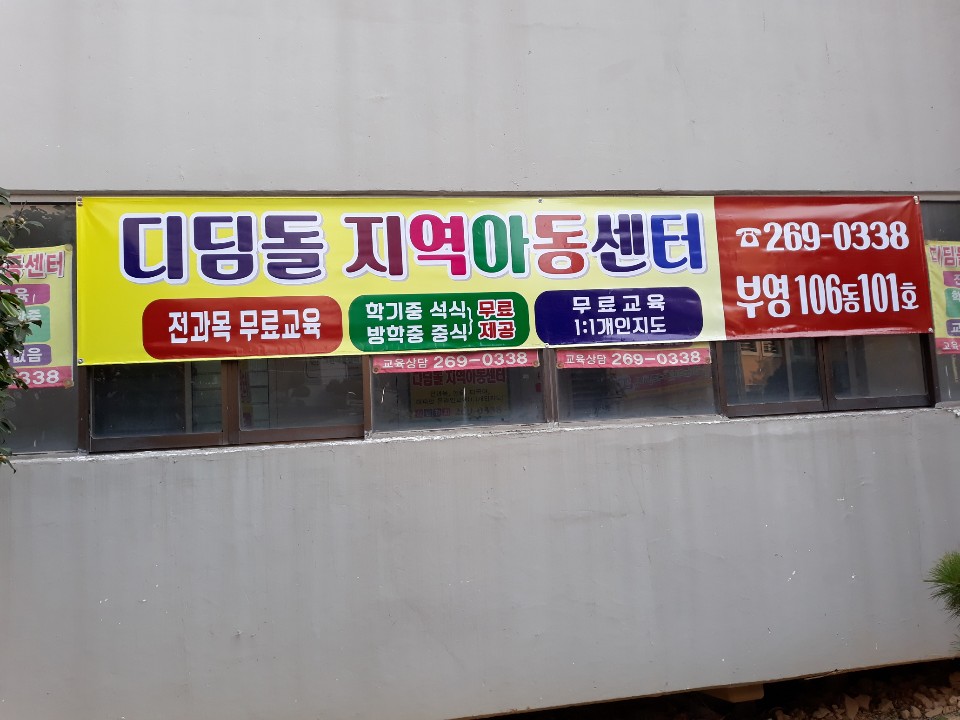 디딤돌 지역아동센터
전과목 무료교육
학기중 석식
방학중 중식
무료
제공
무료교육
1:1개인지도
☎269-0338
부영 106동101호
교육상담 269-0338
교육상담 269-0338
디딤돌 지역아동센터
센터
338